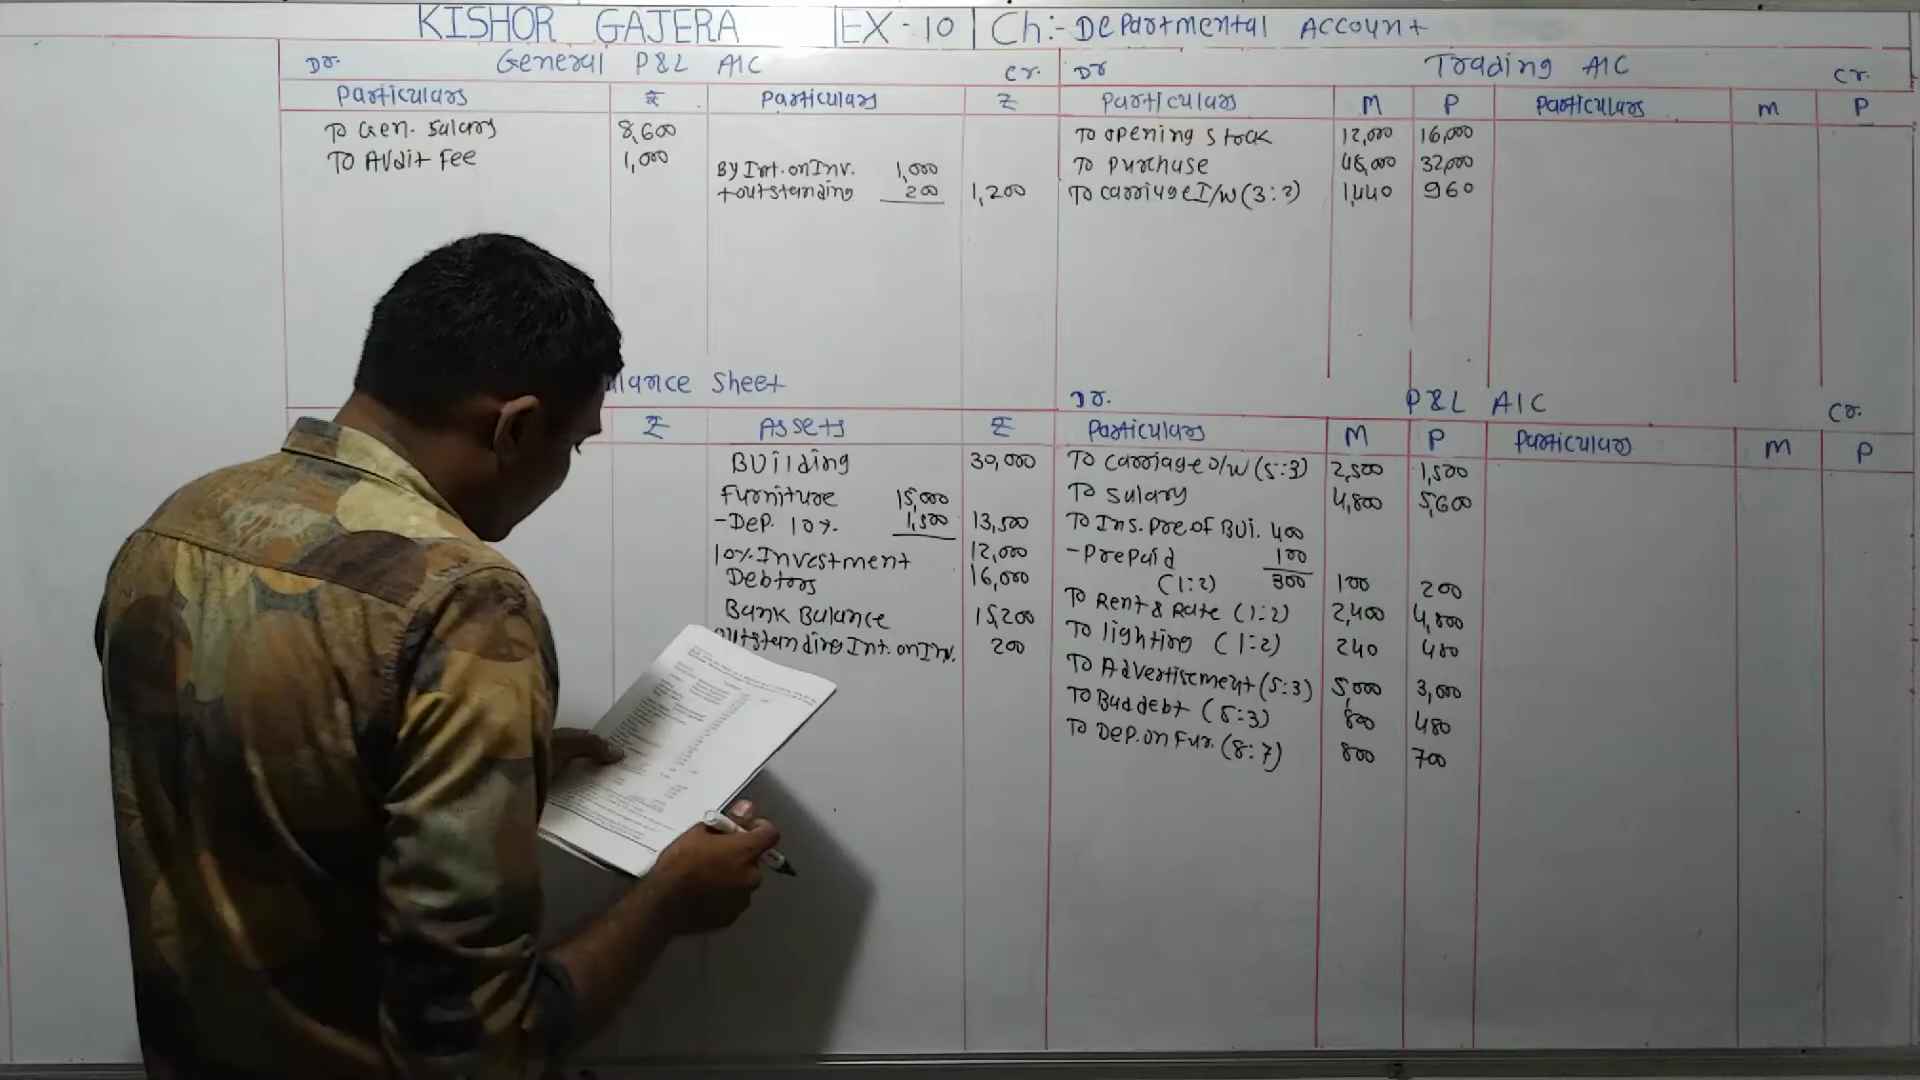 KISHOR GAJERA EX-10 Ch:- Departmental Account
Dr. General P&L A/C Cr.
Particulars ₹ Particulars ₹
To Gen. Salary 8,600
To Audit Fee 1,000
By Int. on Inv. 1,000
+outstanding 200 1,200
Dr Trading A/C Cr.
Particulars M P Particulars M P
To opening stock 12,000 16,000
To purchase 48,000 32,000
To carriage I/W (3:2) 1,440 960
lance Sheet
₹ Assets ₹
Building 30,000
Furniture 15,000
-Dep. 10% 1,500 13,500
10% Investment 12,000
Debtors 16,000
Bank Balance 15,200
outstanding Int. on Inv. 200
Dr. P&L A/C Cr.
Particulars M P Particulars M P
To carriage O/W (5:3) 2,500 1,500
To salary 4,800 5,600
To Ins. pre. of Bui. 400
-Prepaid 100
(1:2) 300 100 200
To Rent & Rate (1:2) 2,400 4,800
To lighting (1:2) 240 480
To Advertisement (5:3) 5,000 3,000
To Bad debt (5:3) 800 480
To Dep. on Fur. (8:7) 800 700